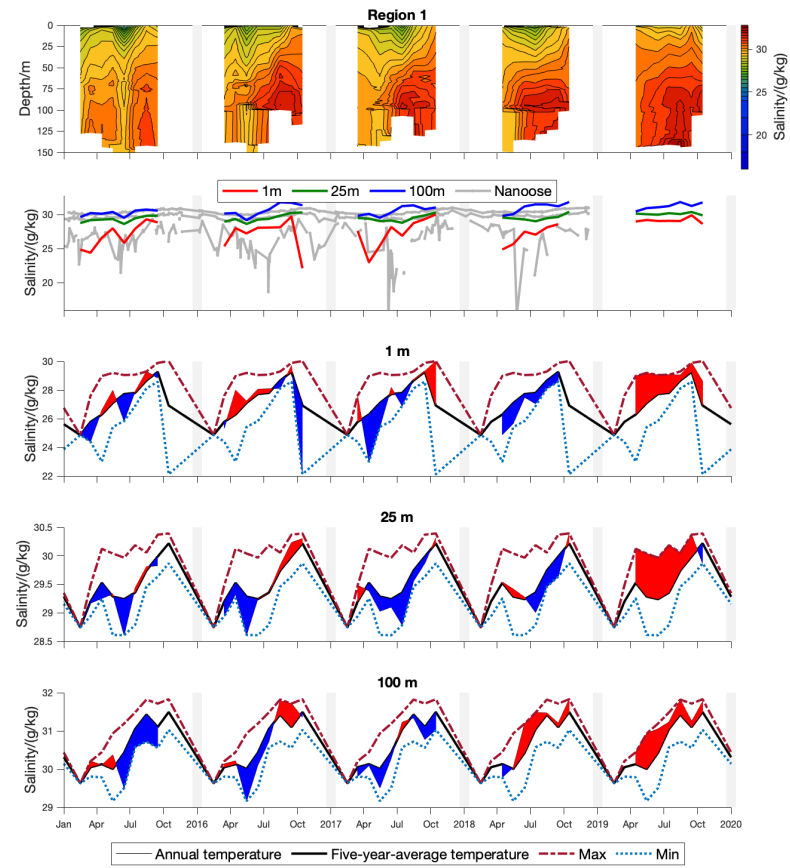 Region 1
0
25
50
75
100
125
150
Depth/m
30
20
Salinity/(g/kg)
1m 25m 100m Nanoose
30
25
20
Salinity/(g/kg)
1 m
30
28
26
24
22
Salinity/(g/kg)
25 m
30.5
30
29.5
29
28.5
Salinity/(g/kg)
100 m
32
31
30
29
Salinity/(g/kg)
Jan Apr Jul Oct 2016 Apr Jul Oct 2017 Apr Jul Oct 2018 Apr Jul Oct 2019 Apr Jul Oct 2020
Annual temperature Five-year-average temperature Max Min